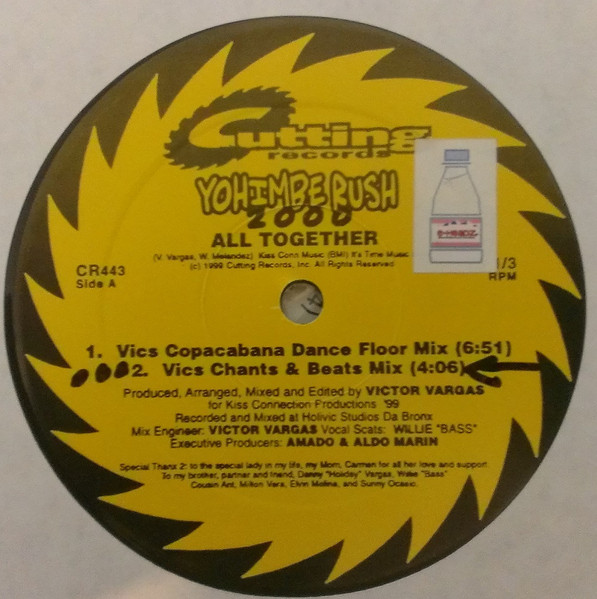 Cutting
records
YOHIMBE RUSH
2000
ALL TOGETHER
(V. Vargas, W. Melendez) Kiss Conn Music (BMI) It's Time Music
(c) 1999 Cutting Records, Inc. All Rights Reserved
CR443
Side A
1/3
RPM
1. Vics Copacabana Dance Floor Mix (6:51)
2. Vics Chants & Beats Mix (4:06)
Produced, Arranged, Mixed and Edited by VICTOR VARGAS
for Kiss Connection Productions '99
Recorded and Mixed at Holivic Studios Da Bronx
Mix Engineer: VICTOR VARGAS Vocal Scats: WILLIE "BASS"
Executive Producers: AMADO & ALDO MARIN
Special Thanx 2: to the special lady in my life, my Mom, Carmen for all her love and support.
To my brother, partner and friend, Danny "Holiday" Vargas, Willie "Bass"
Cousin Ant, Milton Vera, Elvin Molina, and Sunny Ocasio.